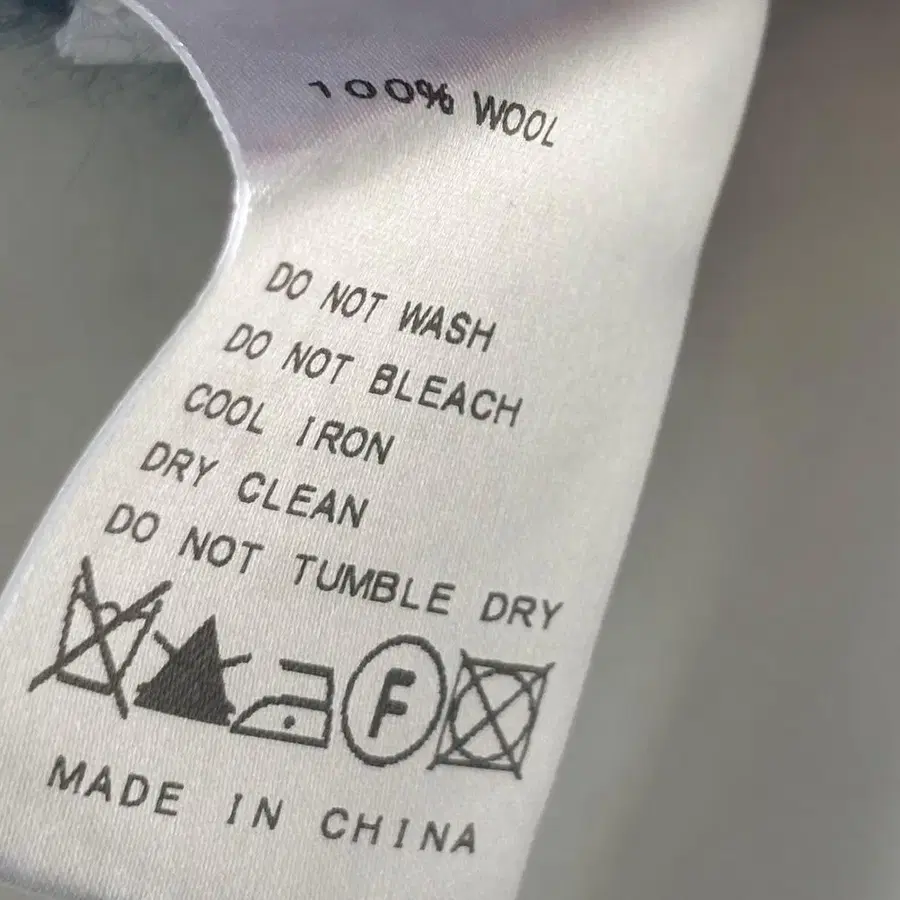 100% WOOL
DO NOT WASH
DO NOT BLEACH
COOL IRON
DRY CLEAN
DO NOT TUMBLE DRY
F
MADE IN CHINA